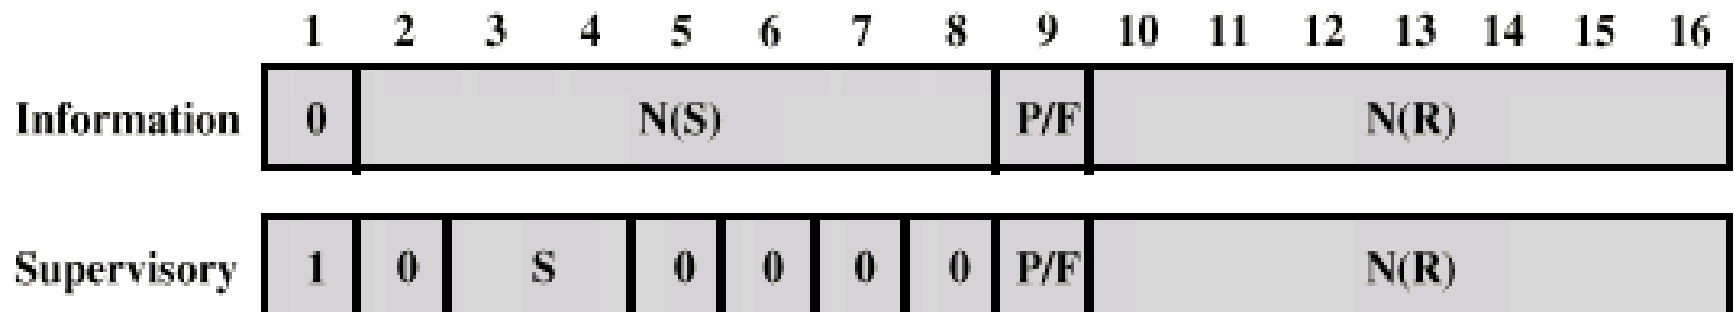 1 2 3 4 5 6 7 8 9 10 11 12 13 14 15 16
Information 0 N(S) P/F N(R)
Supervisory 1 0 S 0 0 0 0 P/F N(R)